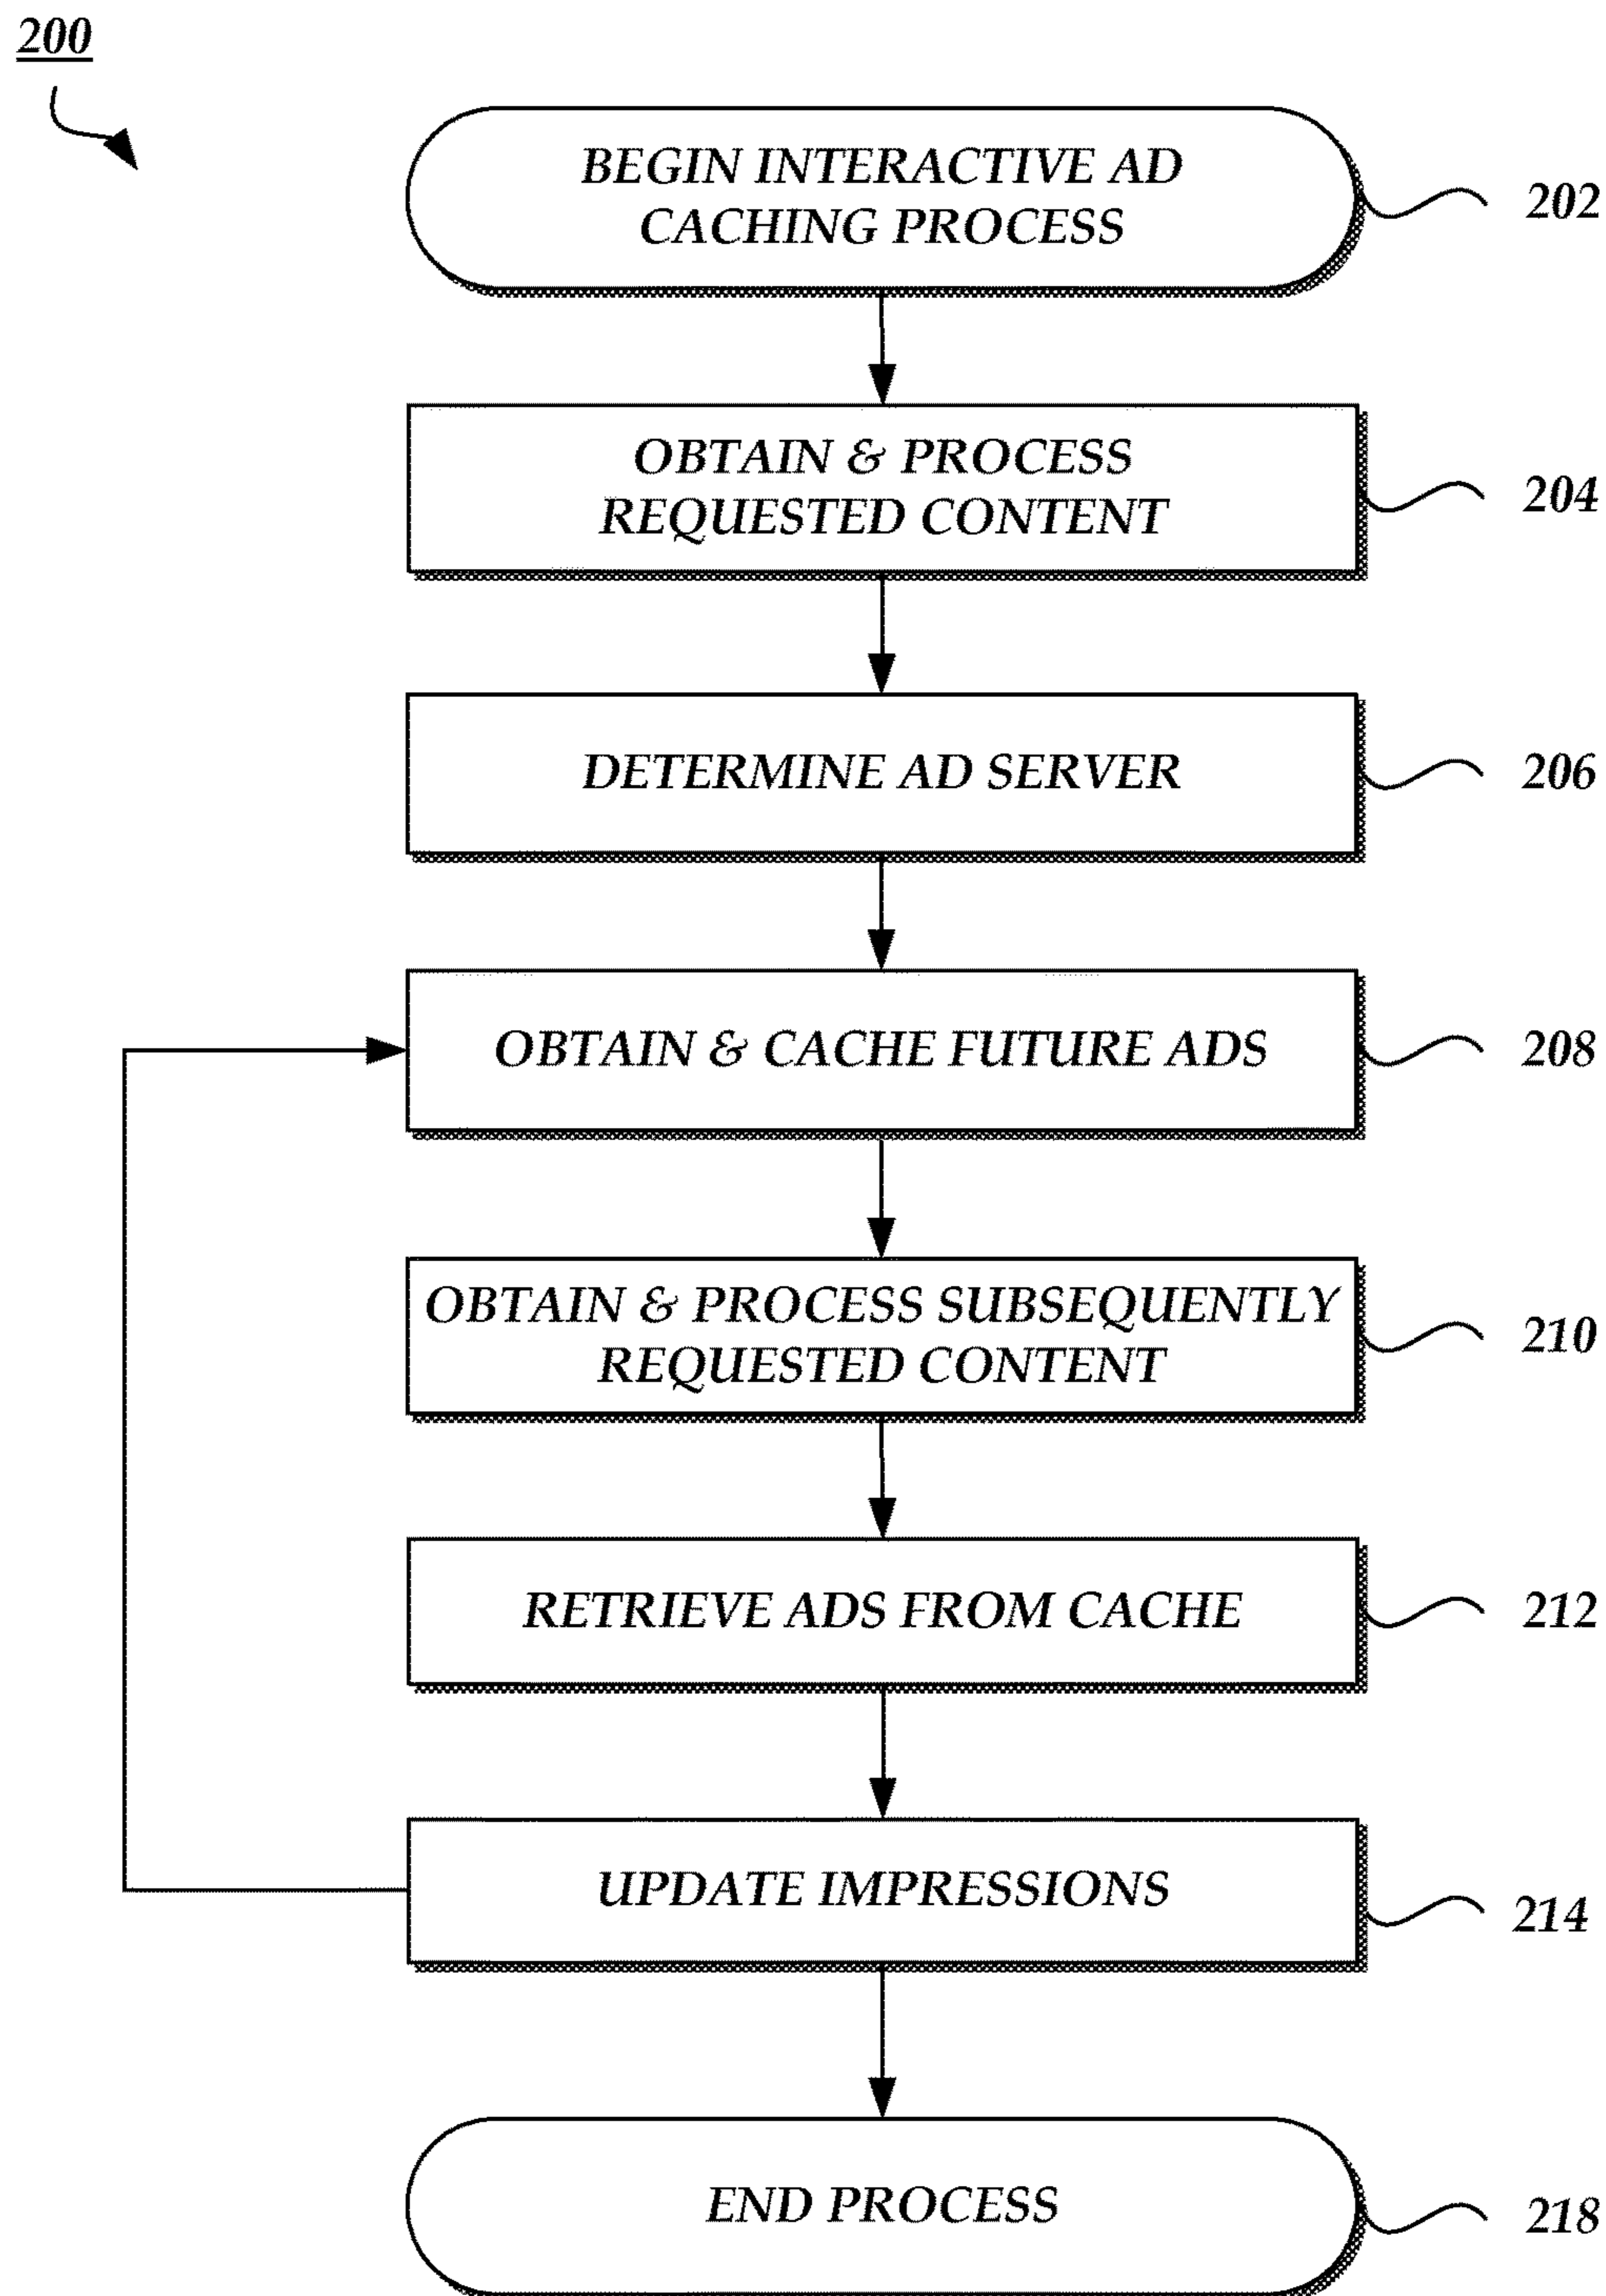 200
BEGIN INTERACTIVE AD
CACHING PROCESS
202
OBTAIN & PROCESS
REQUESTED CONTENT
204
DETERMINE AD SERVER
206
OBTAIN & CACHE FUTURE ADS
208
OBTAIN & PROCESS SUBSEQUENTLY
REQUESTED CONTENT
210
RETRIEVE ADS FROM CACHE
212
UPDATE IMPRESSIONS
214
END PROCESS
218